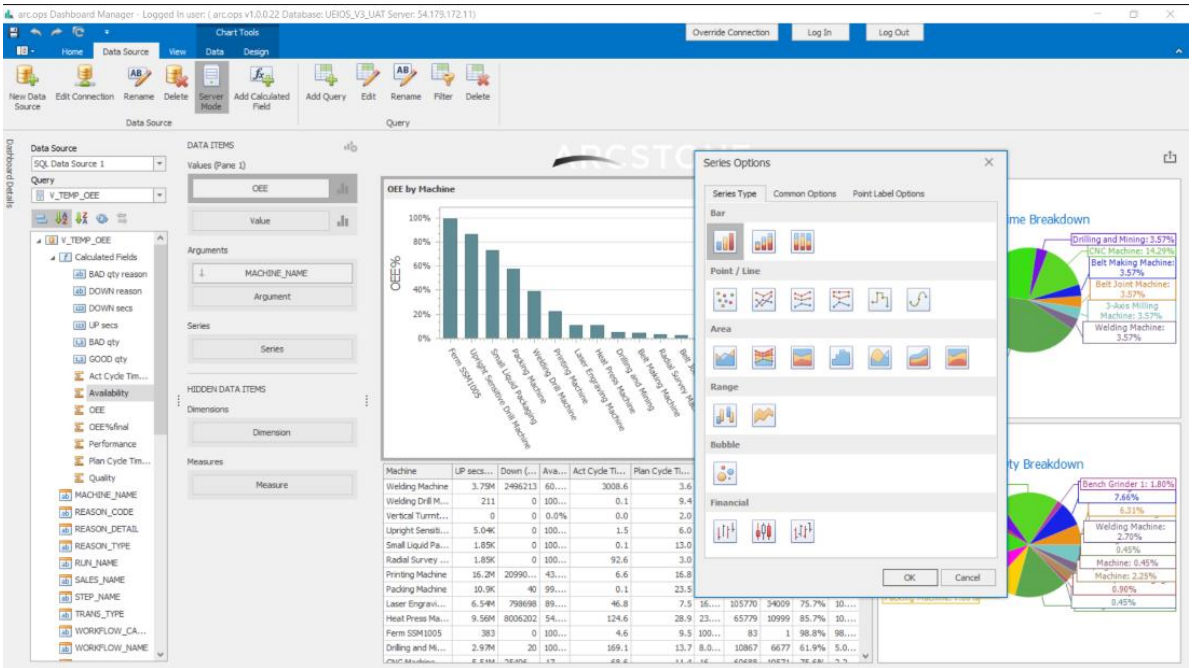 arc.ops Dashboard Manager - Logged In user: ( arc.ops v1.0.0.22 Database: UEIOS_V3_UAT Server: 54.179.172.11)
Chart Tools
Override Connection Log In Log Out
Home Data Source View Data Design
New Data Source
Edit Connection
Rename
Delete
Server Mode
Add Calculated Field
Add Query
Edit
Rename
Filter
Delete
Data Source
Query
Dashboard Details
Data Source
SQL Data Source 1
Query
V_TEMP_OEE
V_TEMP_OEE
Calculated Fields
BAD qty reason
DOWN reason
DOWN secs
UP secs
BAD qty
GOOD qty
Act Cycle Tim...
Availability
OEE
OEE%final
Performance
Plan Cycle Tim...
Quality
MACHINE_NAME
REASON_CODE
REASON_DETAIL
REASON_TYPE
RUN_NAME
SALES_NAME
STEP_NAME
TRANS_TYPE
WORKFLOW_CA...
WORKFLOW_NAME
DATA ITEMS
Values (Pane 1)
OEE
Value
Arguments
MACHINE_NAME
Argument
Series
Series
HIDDEN DATA ITEMS
Dimensions
Dimension
Measures
Measure
ARCSTONE
OEE by Machine
OEE%
100%
80%
60%
40%
20%
0%
Ferm SSM1005
Upright Sensitive Drill Machine
Small Liquid Packaging
Packing Machine
Welding Drill Machine
Printing Machine
Laser Engraving Machine
Heat Press Machine
Drilling and Mining
Belt Making Machine
Radial Survey Mac
Belt Jo
Machine UP secs... Down (... Ava... Act Cycle Ti... Plan Cycle Ti...
Welding Machine 3.75M 2496213 60.... 3008.6 3.6
Welding Drill M... 211 0 100... 0.1 9.4
Vertical Turrnt... 0 0 0.0% 0.0 2.0
Upright Sensiti... 5.04K 0 100... 1.5 6.0
Small Liquid Pa... 1.85K 0 100... 0.1 13.0
Radial Survey ... 1.85K 0 100... 92.6 3.0
Printing Machine 16.2M 20990... 43.... 6.6 16.8
Packing Machine 10.9K 40 99.... 0.1 23.5
Laser Engravi... 6.54M 798698 89.... 46.8 7.5 16.... 105770 34009 75.7% 10....
Heat Press Ma... 9.56M 8006202 54.... 124.6 28.9 23.... 65779 10999 85.7% 10....
Ferm SSM1005 383 0 100... 4.6 9.5 100... 83 1 98.8% 98....
Drilling and Mi... 2.97M 20 100... 169.1 13.7 8.0... 10867 6677 61.9% 5.0...
Series Options
Series Type Common Options Point Label Options
Bar
Point / Line
Area
Range
Bubble
Financial
OK Cancel
me Breakdown
Drilling and Mining: 3.57%
CNC Machine: 14.29%
Belt Making Machine: 3.57%
Belt Joint Machine: 3.57%
3-Axis Milling Machine: 3.57%
Welding Machine: 3.57%
ty Breakdown
Bench Grinder 1: 1.80%
7.66%
6.31%
Welding Machine: 2.70%
0.45%
Machine: 0.45%
Machine: 2.25%
0.90%
0.45%